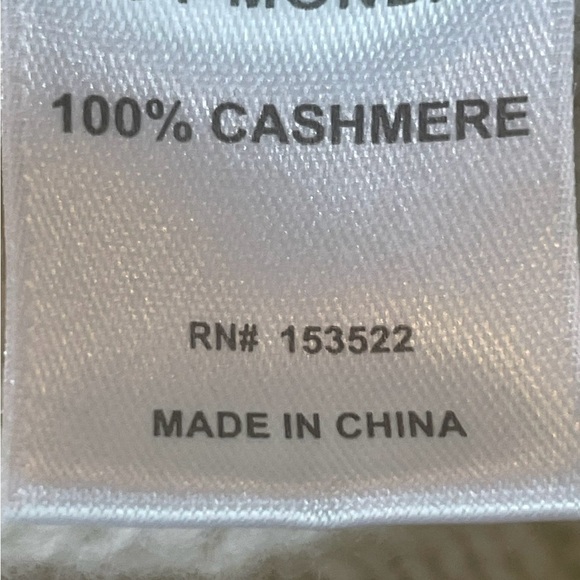 100% CASHMERE
RN# 153522
MADE IN CHINA